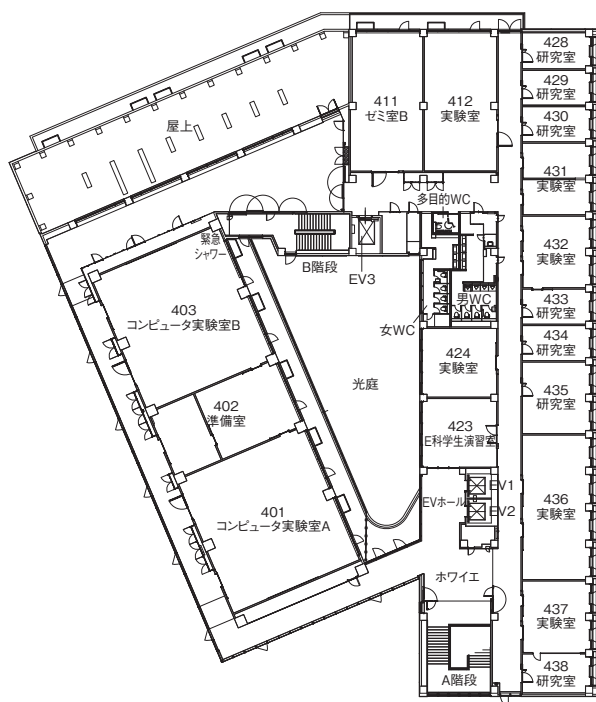 428
研究室
429
研究室
430
研究室
431
実験室
432
実験室
433
研究室
434
研究室
435
研究室
436
実験室
437
実験室
438
研究室
411
ゼミ室B
412
実験室
屋上
多目的WC
緊急
シャワー
B階段
EV3
男WC
女WC
403
コンピュータ実験室B
402
準備室
401
コンピュータ実験室A
光庭
424
実験室
423
E科学生演習室
EV1
EVホール
EV2
ホワイエ
A階段